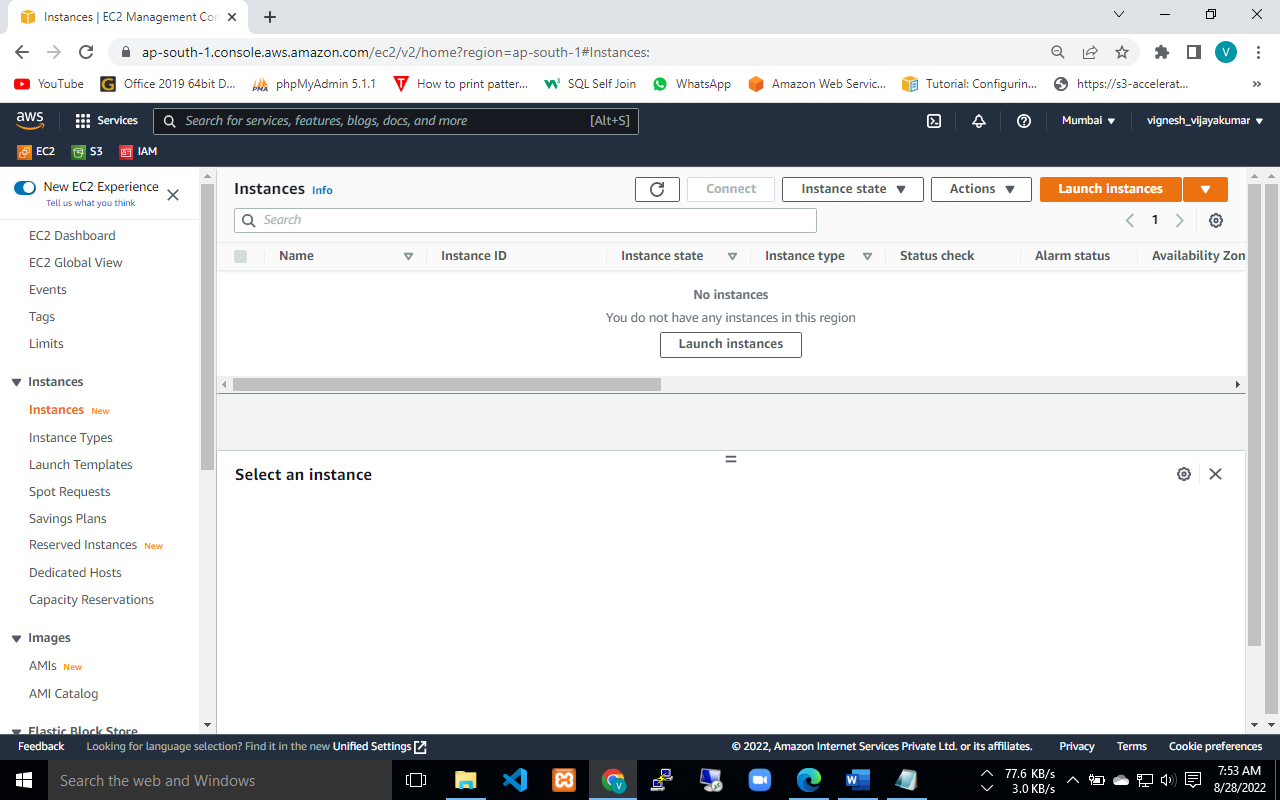 Instances | EC2 Management Con
ap-south-1.console.aws.amazon.com/ec2/v2/home?region=ap-south-1#Instances:
V
YouTube
Office 2019 64bit D...
phpMyAdmin 5.1.1
How to print patter...
SQL Self Join
WhatsApp
Amazon Web Servic...
Tutorial: Configurin...
https://s3-accelerat...
»
aws
Services
Search for services, features, blogs, docs, and more
[Alt+S]
Mumbai
vignesh_vijayakumar
EC2
S3
IAM
New EC2 Experience
Tell us what you think
EC2 Dashboard
EC2 Global View
Events
Tags
Limits
Instances
Instances New
Instance Types
Launch Templates
Spot Requests
Savings Plans
Reserved Instances New
Dedicated Hosts
Capacity Reservations
Images
AMIs New
AMI Catalog
Elastic Block Store
Instances Info
Connect
Instance state
Actions
Launch instances
Search
1
Name
Instance ID
Instance state
Instance type
Status check
Alarm status
Availability Zon
No instances
You do not have any instances in this region
Launch instances
Select an instance
Feedback
Looking for language selection? Find it in the new Unified Settings
© 2022, Amazon Internet Services Private Ltd. or its affiliates.
Privacy
Terms
Cookie preferences
Search the web and Windows
77.6 KB/s
3.0 KB/s
7:53 AM
8/28/2022